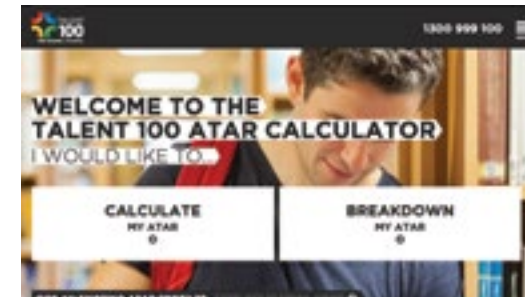 100
1300 999 100
WELCOME TO THE
TALENT 100 ATAR CALCULATOR
I WOULD LIKE TO...
CALCULATE
MY ATAR
BREAKDOWN
MY ATAR